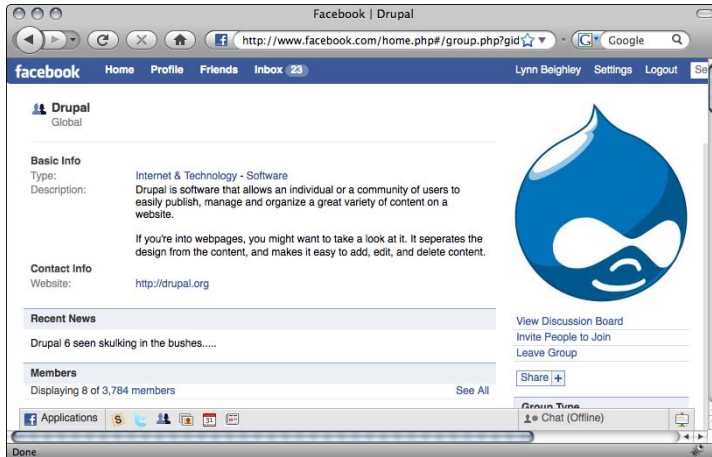 Facebook | Drupal
http://www.facebook.com/home.php#/group.php?gid
Google
facebook Home Profile Friends Inbox 23 Lynn Beighley Settings Logout Se
Drupal
Global
Basic Info
Type: Internet & Technology - Software
Description: Drupal is software that allows an individual or a community of users to
easily publish, manage and organize a great variety of content on a
website.
If you're into webpages, you might want to take a look at it. It seperates the
design from the content, and makes it easy to add, edit, and delete content.
Contact Info
Website: http://drupal.org
Recent News
Drupal 6 seen skulking in the bushes.....
Members
Displaying 8 of 3,784 members See All
View Discussion Board
Invite People to Join
Leave Group
Share +
Group Type
Applications 31 Chat (Offline)
Done